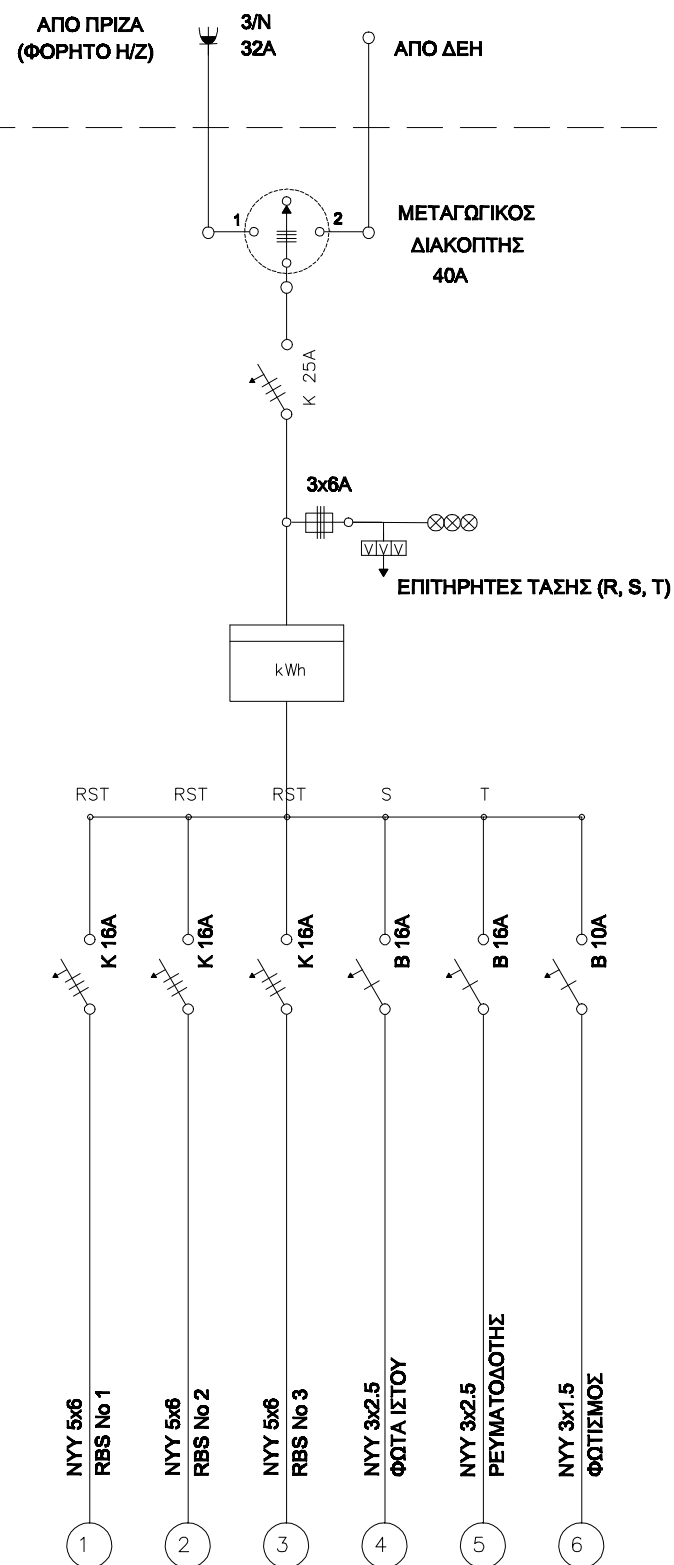 ΑΠΟ ΠΡΙΖΑ
(ΦΟΡΗΤΟ Η/Ζ)
3/N
32A
ΑΠΟ ΔΕΗ
1
2
ΜΕΤΑΓΩΓΙΚΟΣ
ΔΙΑΚΟΠΤΗΣ
40A
K 25A
3x6A
V V V
ΕΠΙΤΗΡΗΤΕΣ ΤΑΣΗΣ (R, S, T)
kWh
RST
RST
RST
S
T
K 16A
K 16A
K 16A
B 16A
B 16A
B 10A
NYY 5x6
RBS No 1
NYY 5x6
RBS No 2
NYY 5x6
RBS No 3
NYY 3x2.5
ΦΩΤΑ ΙΣΤΟΥ
NYY 3x2.5
ΡΕΥΜΑΤΟΔΟΤΗΣ
NYY 3x1.5
ΦΩΤΙΣΜΟΣ
1
2
3
4
5
6